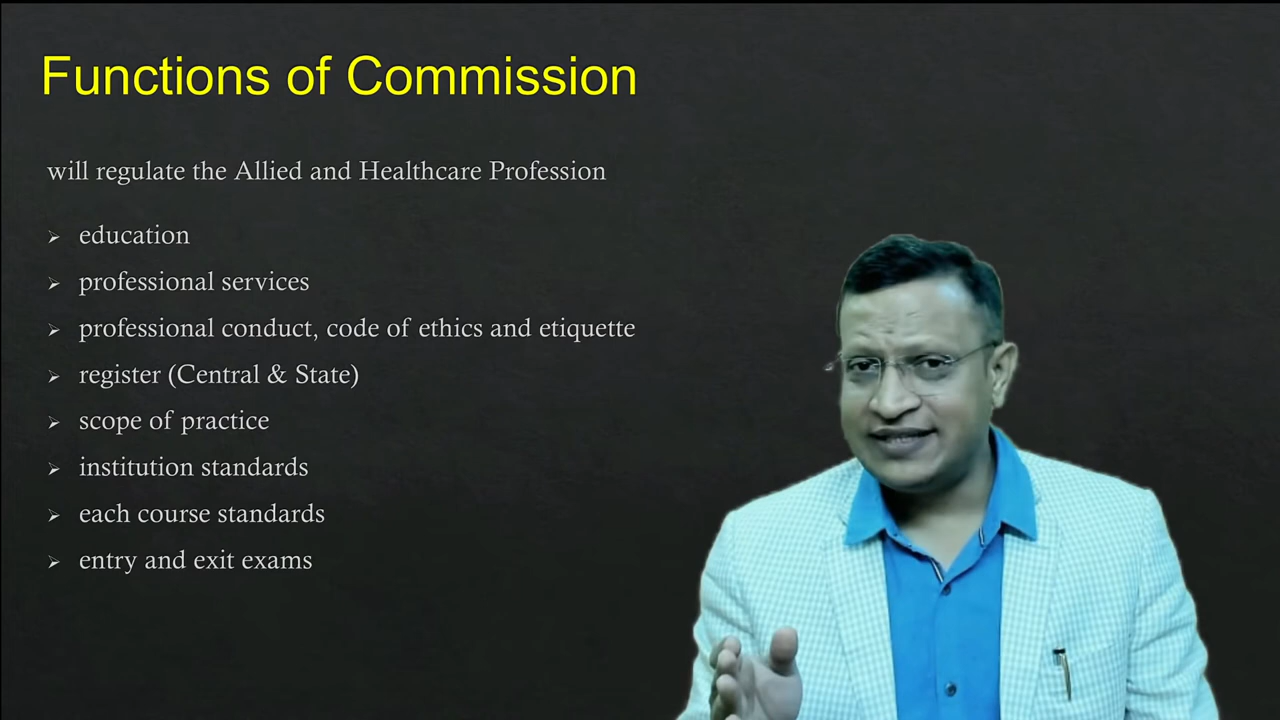 Functions of Commission
will regulate the Allied and Healthcare Profession
education
professional services
professional conduct, code of ethics and etiquette
register (Central & State)
scope of practice
institution standards
each course standards
entry and exit exams